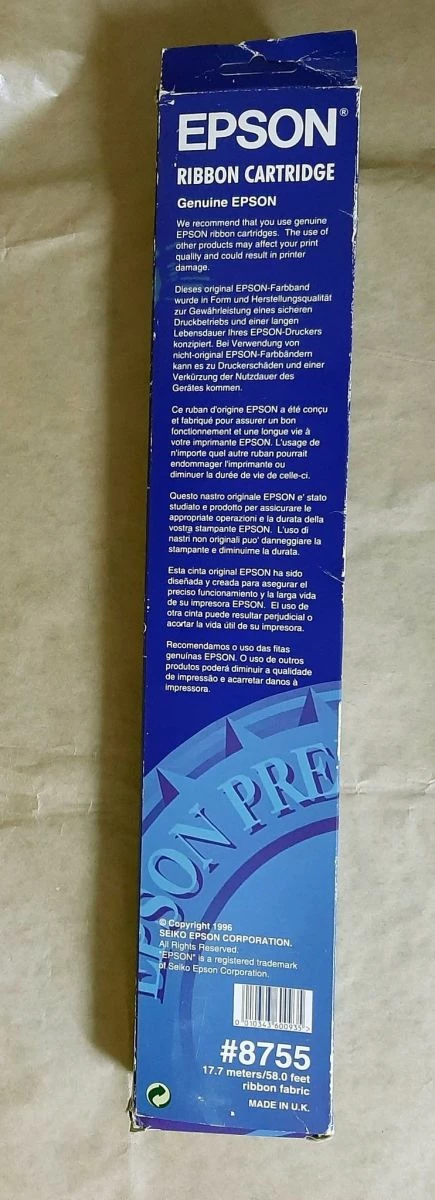 EPSON®
RIBBON CARTRIDGE
Genuine EPSON
We recommend that you use genuine
EPSON ribbon cartridges. The use of
other products may affect your print
quality and could result in printer
damage.
Dieses original EPSON-Farbband
wurde in Form und Herstellungsqualität
zur Gewährleistung eines sicheren
Druckbetriebs und einer langen
Lebensdauer Ihres EPSON-Druckers
konzipiert. Bei Verwendung von
nicht-original EPSON-Farbbändern
kann es zu Druckerschäden und einer
Verkürzung der Nutzdauer des
Gerätes kommen.
Ce ruban d'origine EPSON a été conçu
et fabriqué pour assurer un bon
fonctionnement et une longue vie à
votre imprimante EPSON. L'usage de
n'importe quel autre ruban pourrait
endommager l'imprimante ou
diminuer la durée de vie de celle-ci.
Questo nastro originale EPSON e' stato
studiato e prodotto per assicurare le
appropriate operazioni e la durata della
vostra stampante EPSON. L'uso di
nastri non originali puo' danneggiare la
stampante e diminuirne la durata.
Esta cinta original EPSON ha sido
diseñada y creada para asegurar el
preciso funcionamiento y la larga vida
de su impresora EPSON. El uso de
otra cinta puede resultar perjudicial o
acortar la vida útil de su impresora.
Recomendamos o uso das fitas
genuínas EPSON. O uso de outros
produtos poderá diminuir a qualidade
de impressão e acarretar danos à
impressora.
EPSON PRE
© Copyright 1996
SEIKO EPSON CORPORATION.
All Rights Reserved.
"EPSON" is a registered trademark
of Seiko Epson Corporation.
0 010343 600935 >
#8755
17.7 meters/58.0 feet
ribbon fabric
MADE IN U.K.